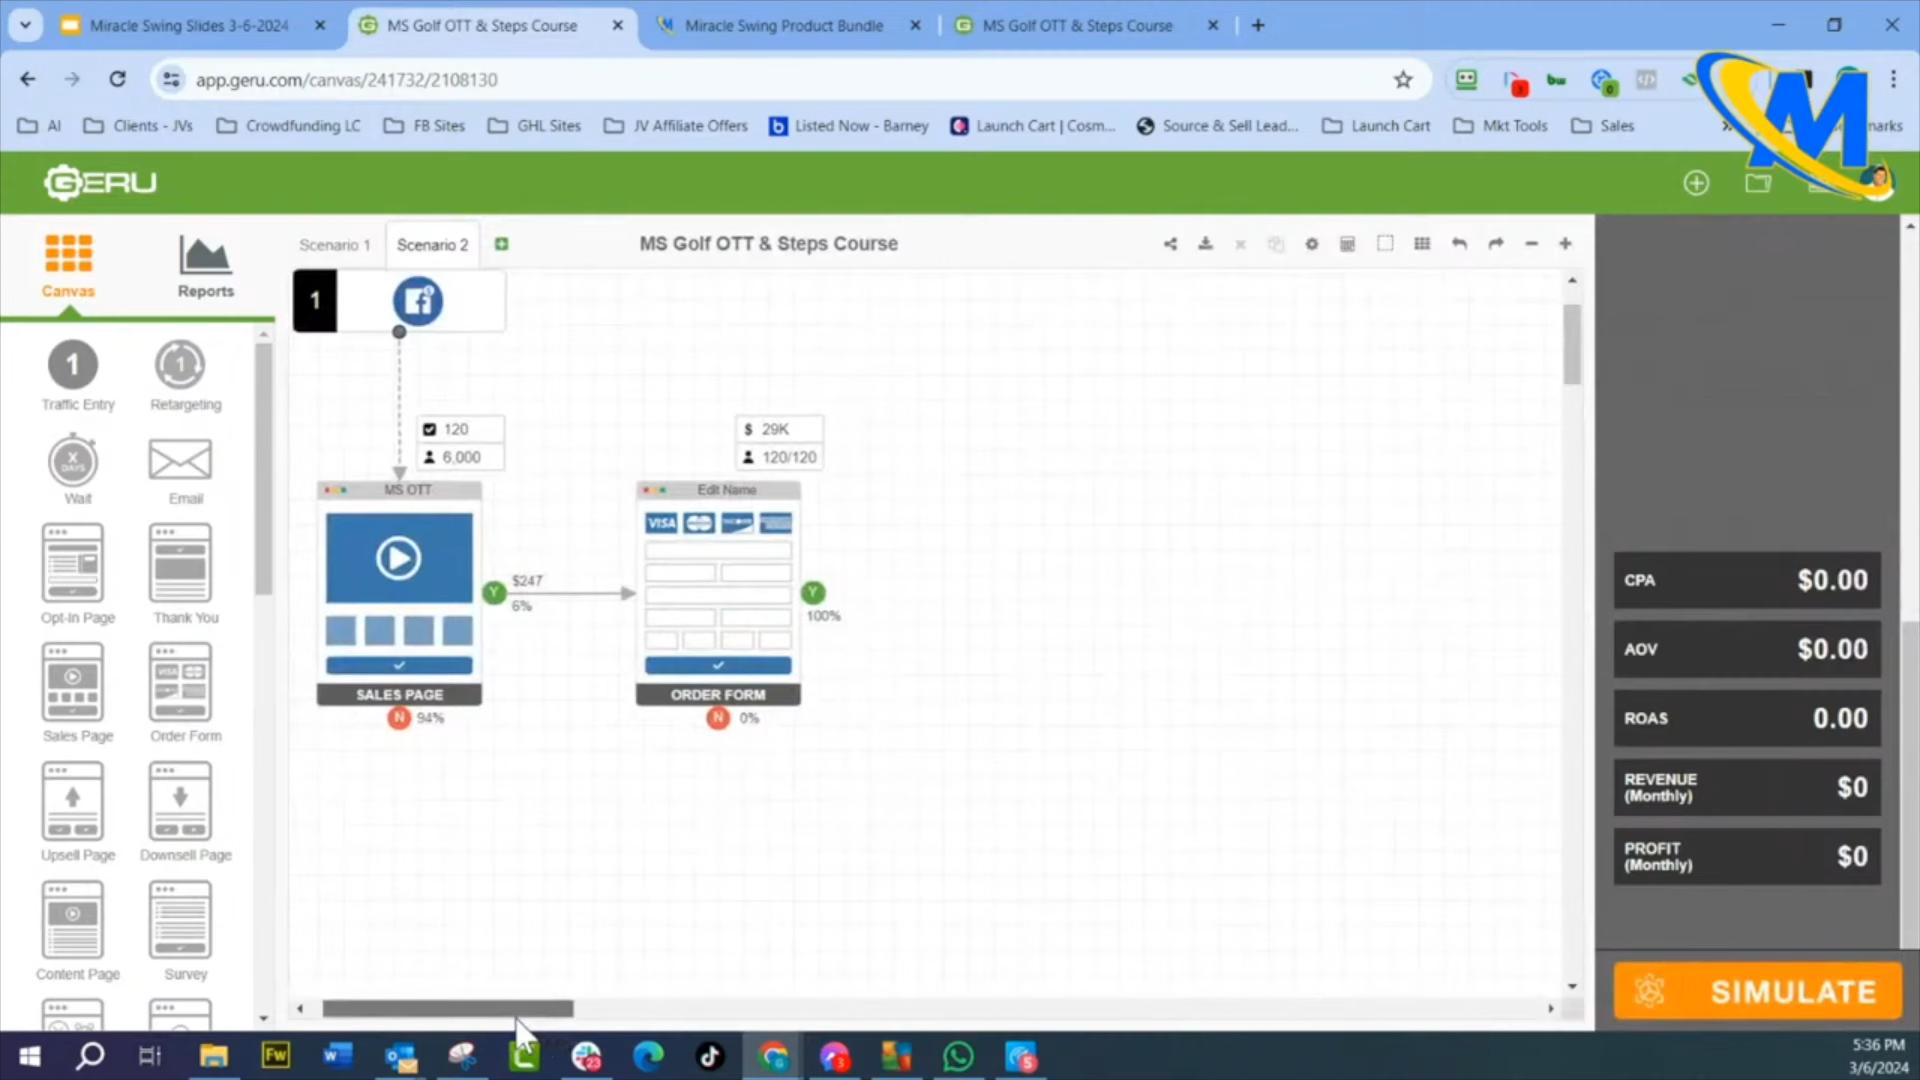 Miracle Swing Slides 3-6-2024
MS Golf OTT & Steps Course
Miracle Swing Product Bundle
MS Golf OTT & Steps Course
app.geru.com/canvas/241732/2108130
AI
Clients - JVs
Crowdfunding LC
FB Sites
GHL Sites
JV Affiliate Offers
Listed Now - Barney
Launch Cart | Cosm...
Source & Sell Lead...
Launch Cart
Mkt Tools
Sales
M
GERU
Canvas
Reports
Scenario 1
Scenario 2
MS Golf OTT & Steps Course
1
Traffic Entry
Retargeting
X
DAYS
Wait
Email
Opt-In Page
Thank You
Sales Page
Order Form
Upsell Page
Downsell Page
Content Page
Survey
1
120
6,000
MS OTT
SALES PAGE
Y
$247
6%
N 94%
$ 29K
120/120
Edit Name
VISA
ORDER FORM
Y
100%
N 0%
CPA $0.00
AOV $0.00
ROAS 0.00
REVENUE
(Monthly) $0
PROFIT
(Monthly) $0
SIMULATE
Fw
23
5:36 PM
3/6/2024